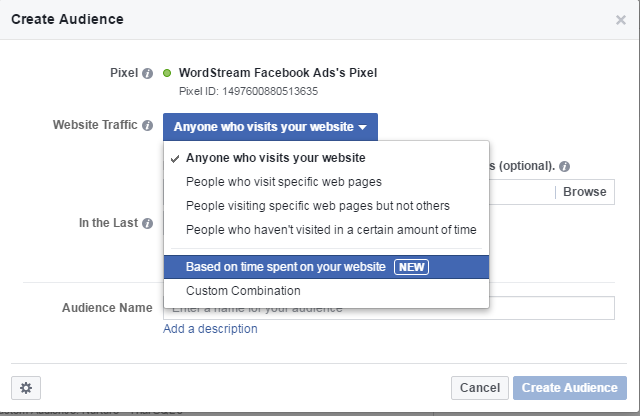 Create Audience
Pixel
WordStream Facebook Ads's Pixel
Pixel ID: 1497600880513635
Website Traffic
Anyone who visits your website
Anyone who visits your website
s (optional).
People who visit specific web pages
Browse
People visiting specific web pages but not others
In the Last
People who haven't visited in a certain amount of time
Based on time spent on your website NEW
Custom Combination
Audience Name
Enter a name for your audience
Add a description
Cancel
Create Audience